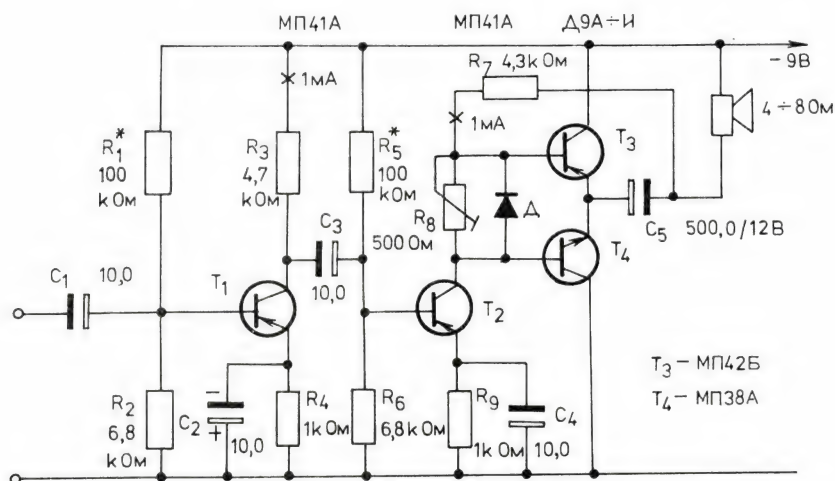 МП41А
МП41А
Д9А÷И
R7 4,3kОм
-9В
1мА
1мА
4÷8Ом
R1*
100
kОм
R3
4,7
kОм
R5*
100
kОм
T3
C3
R8
Д
C5
500,0/12В
500Ом
C1
10,0
T1
10,0
T2
T4
T3 – МП42Б
T4 – МП38А
R2
6,8
kОм
C2
-
+
10,0
R4
1kОм
R6
6,8kОм
R9
1kОм
C4
10,0